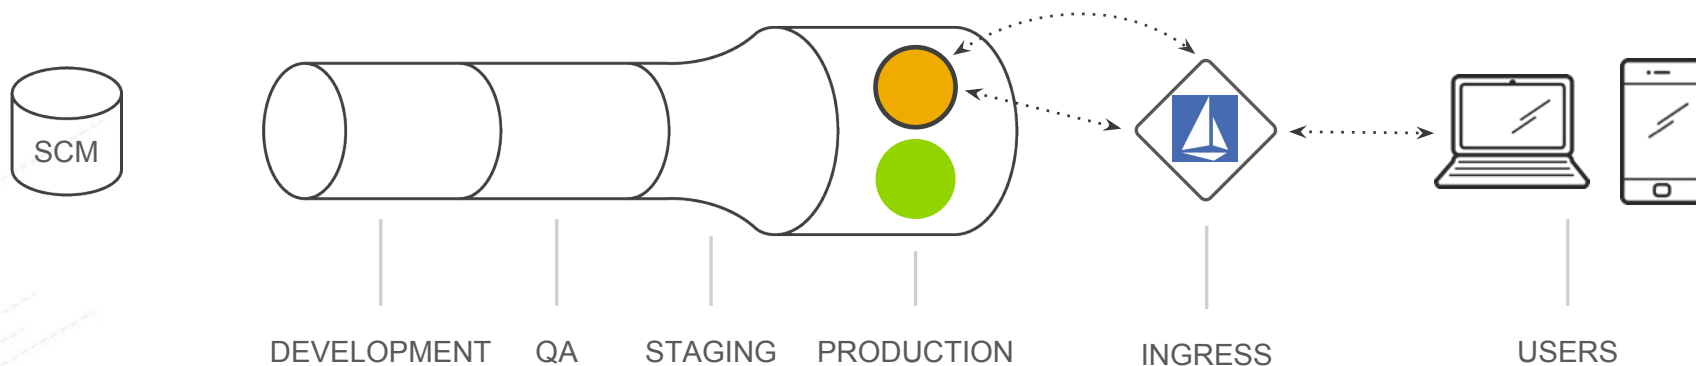 SCM
DEVELOPMENT
QA
STAGING
PRODUCTION
INGRESS
USERS